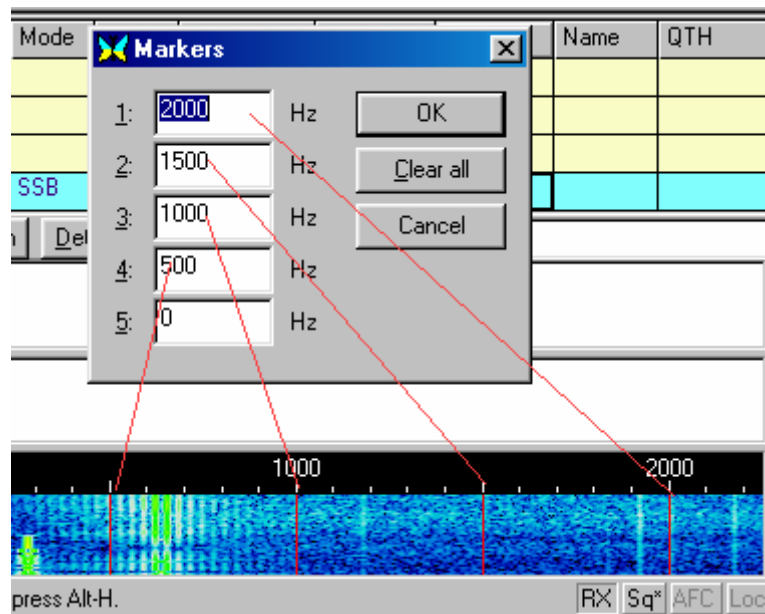 Mode Name QTH
Markers
1: 2000 Hz OK
2: 1500 Hz Clear all
SSB
3: 1000 Hz Cancel
4: 500 Hz
5: 0 Hz
1000 2000
press Alt-H. RX Sq* AFC Loc